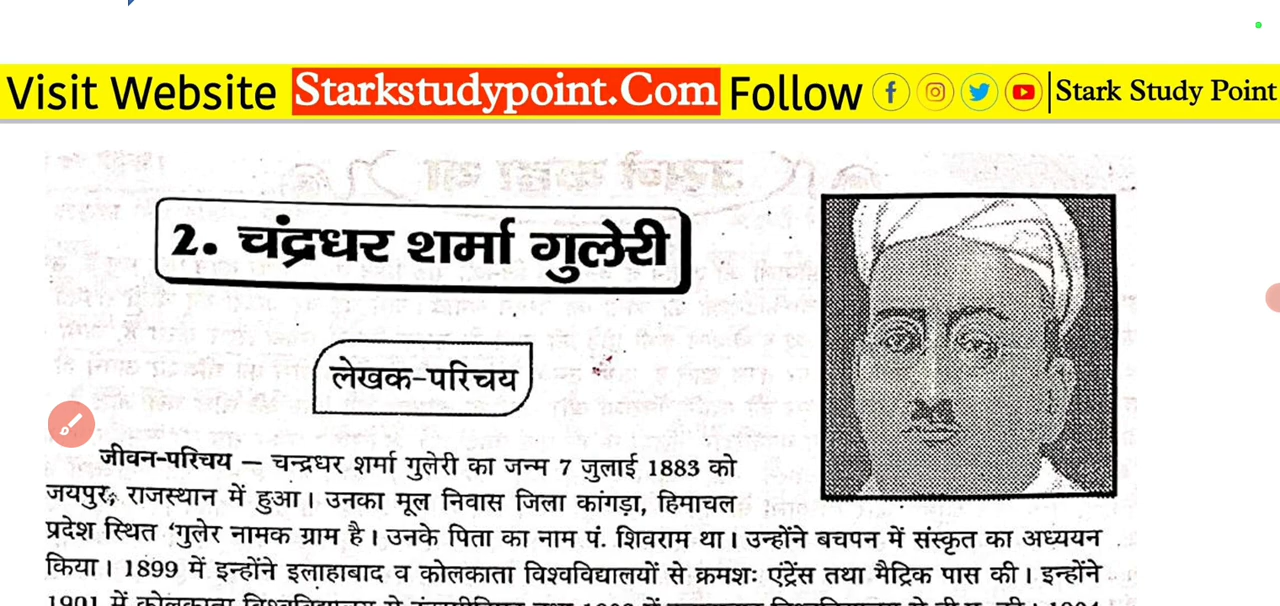 Visit Website Starkstudypoint.Com Follow Stark Study Point
2. चंद्रधर शर्मा गुलेरी
लेखक-परिचय
जीवन-परिचय – चन्द्रधर शर्मा गुलेरी का जन्म 7 जुलाई 1883 को
जयपुर, राजस्थान में हुआ। उनका मूल निवास जिला कांगड़ा, हिमाचल
प्रदेश स्थित ‘गुलेर नामक ग्राम है। उनके पिता का नाम पं. शिवराम था। उन्होंने बचपन में संस्कृत का अध्ययन
किया। 1899 में इन्होंने इलाहाबाद व कोलकाता विश्वविद्यालयों से क्रमशः एंट्रेंस तथा मैट्रिक पास की। इन्होंने
1901 में कोलकाता